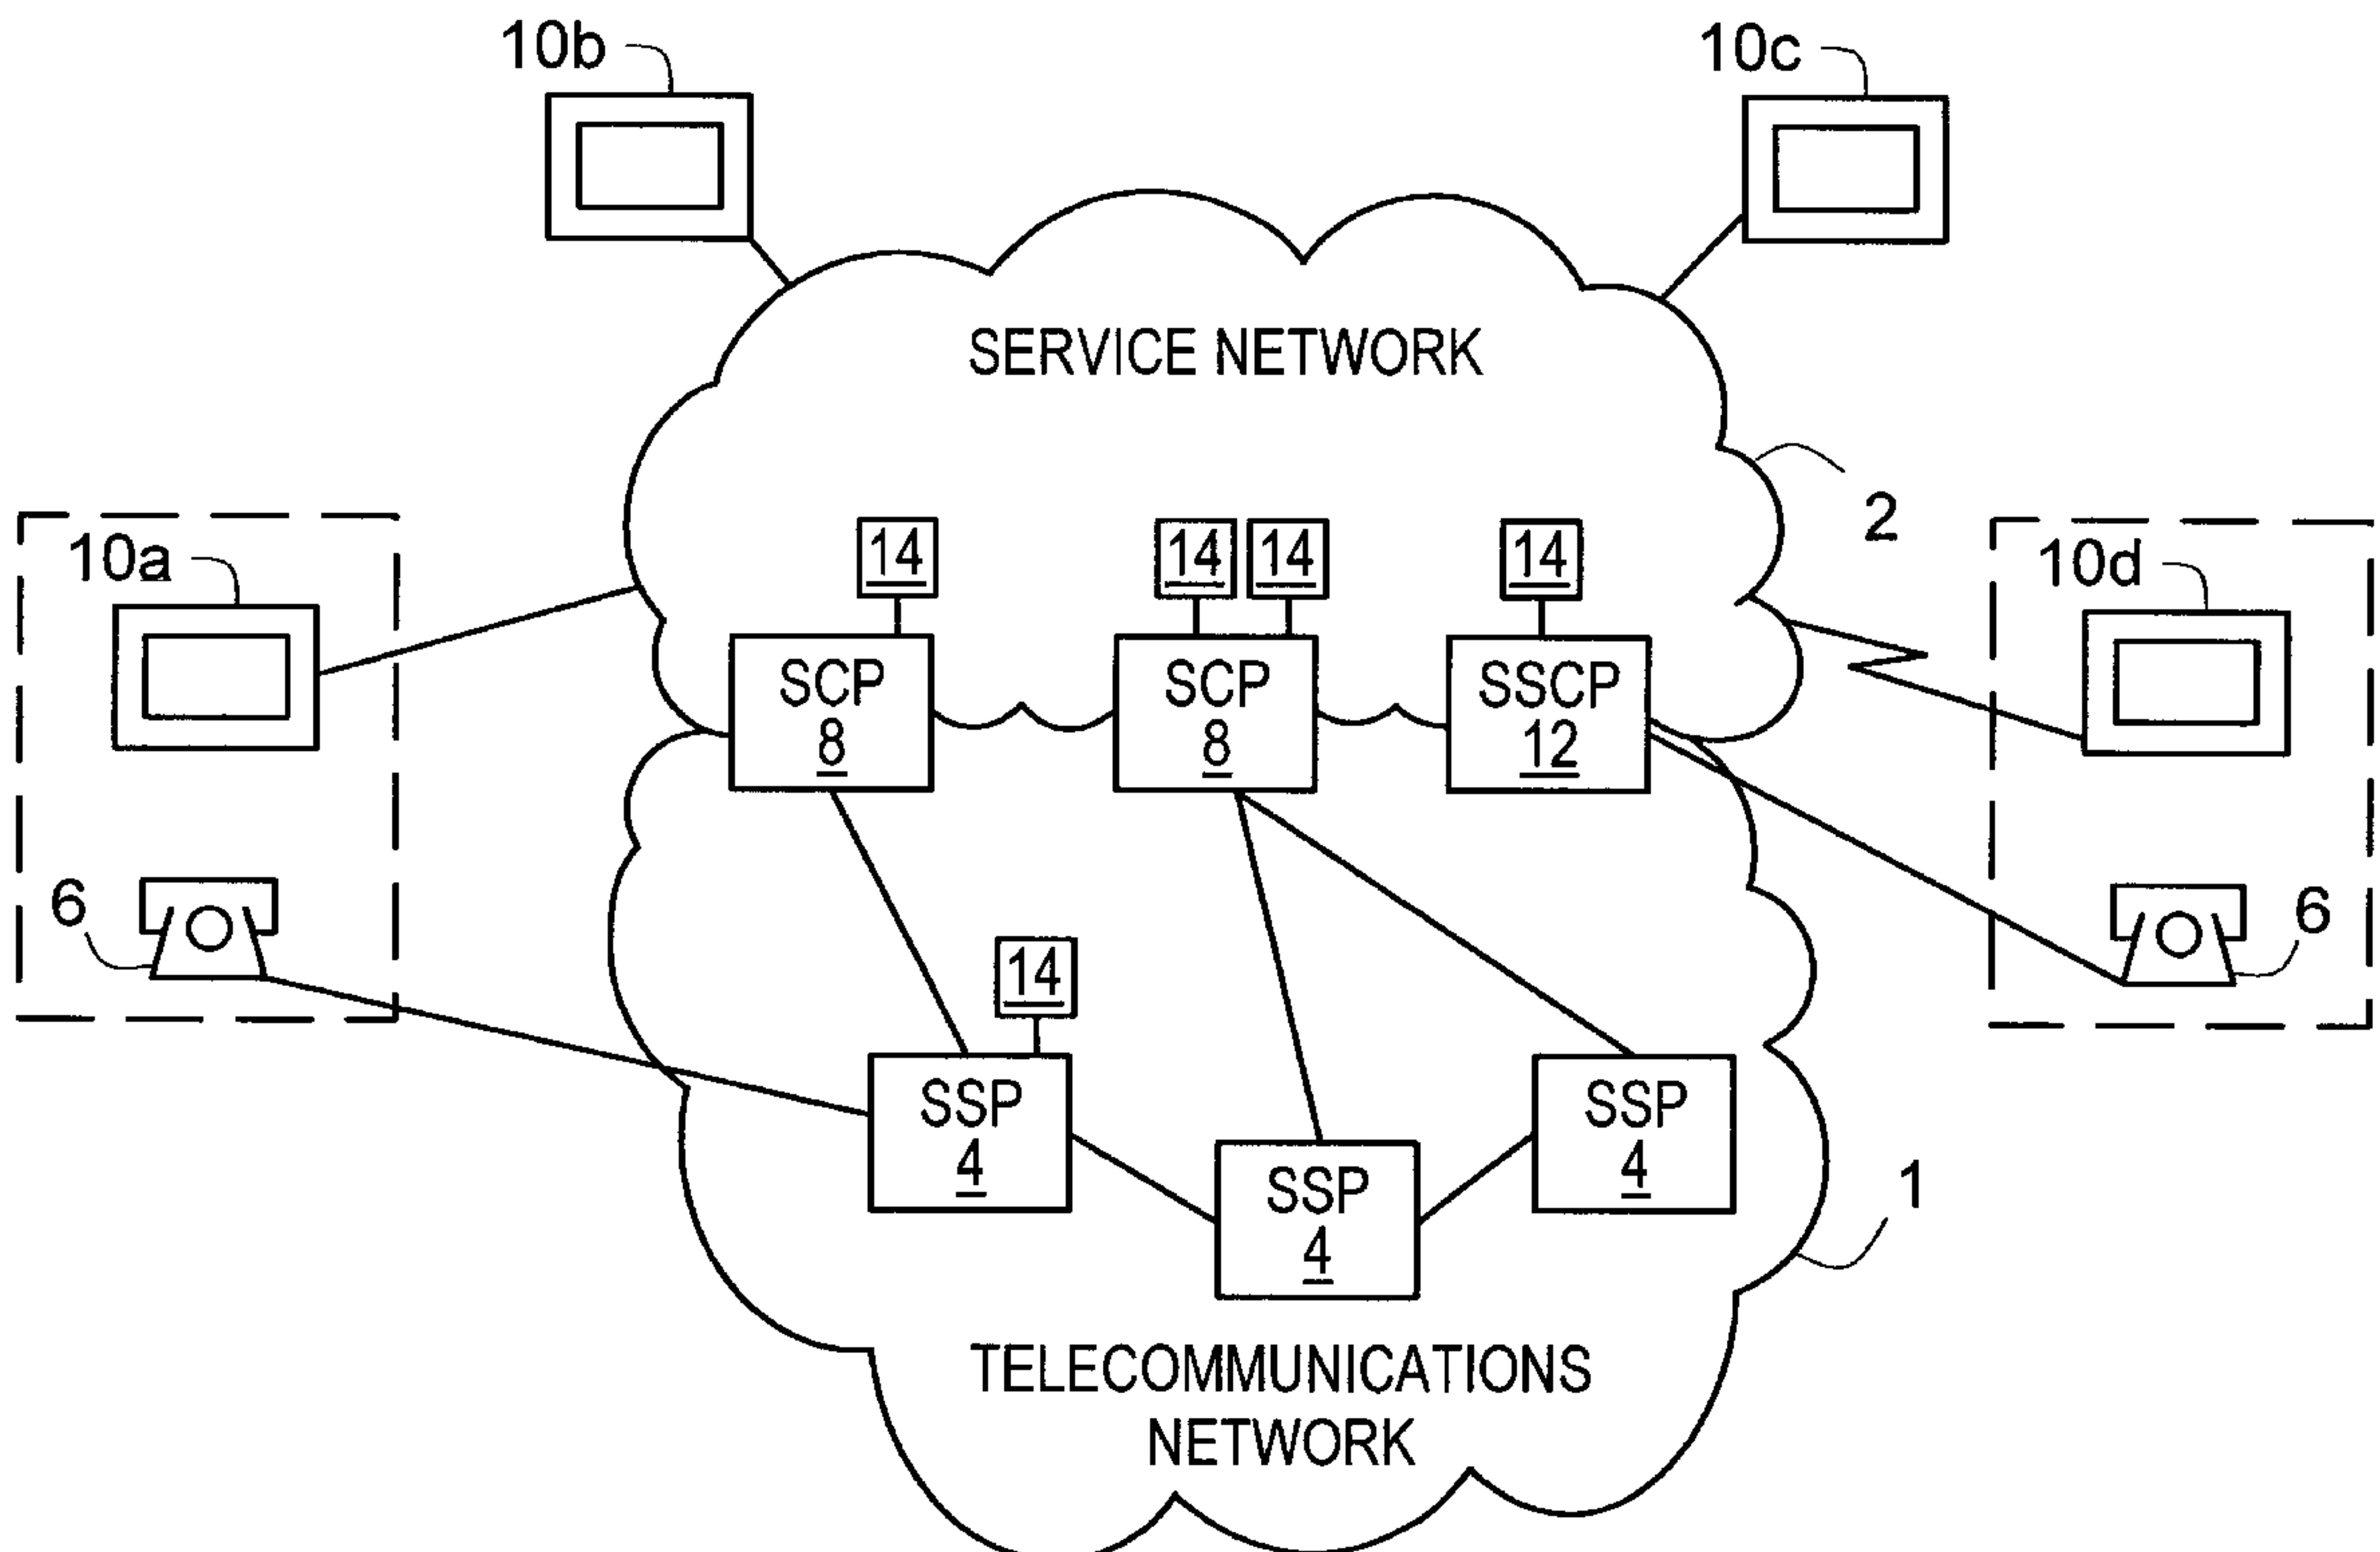 10b
10c
SERVICE NETWORK
2
10a
14
14
14
14
10d
SCP
8
SCP
8
SSCP
12
6
6
14
SSP
4
SSP
4
SSP
4
1
TELECOMMUNICATIONS
NETWORK